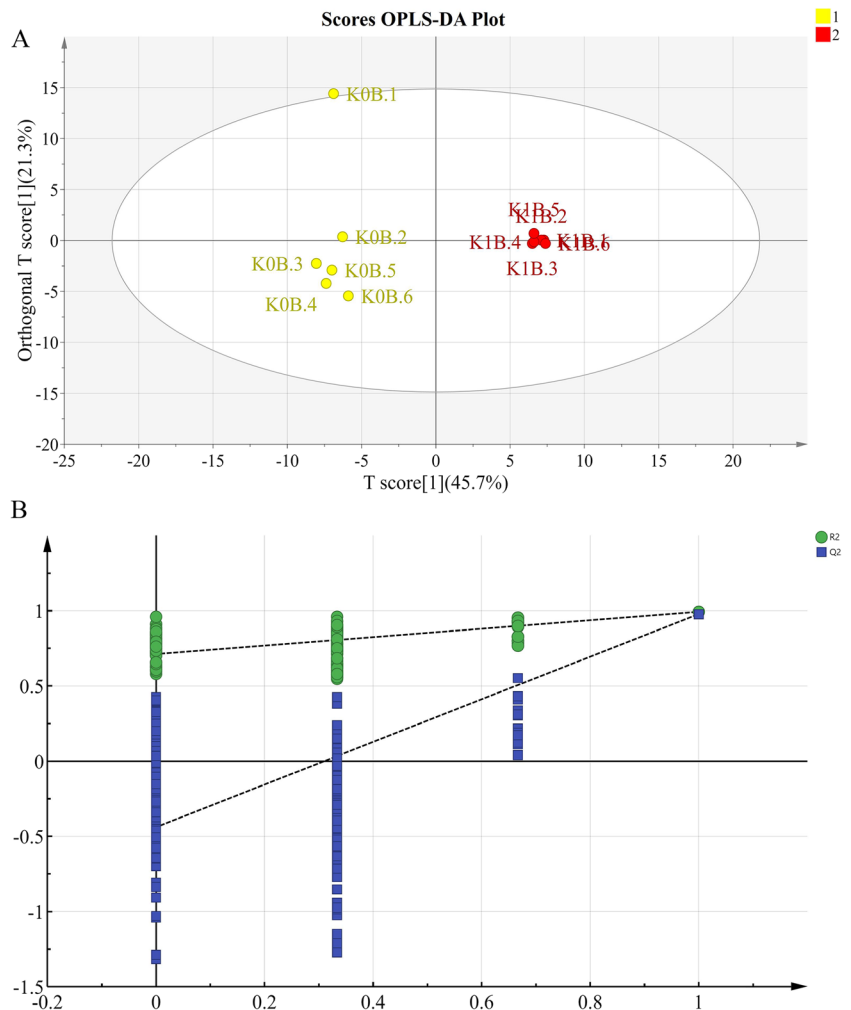 Scores OPLS-DA Plot
1
2
A
Orthogonal T score[1](21.3%)
15
10
5
0
-5
-10
-15
-20
K0B.1
K0B.2
K0B.3
K0B.5
K0B.4
K0B.6
K1B.5
K1B.2
K1B.4
K1B.1
K1B.6
K1B.3
-25
-20
-15
-10
-5
0
5
10
15
20
T score[1](45.7%)
B
R2
Q2
1
0.5
0
-0.5
-1
-1.5
-0.2
0
0.2
0.4
0.6
0.8
1